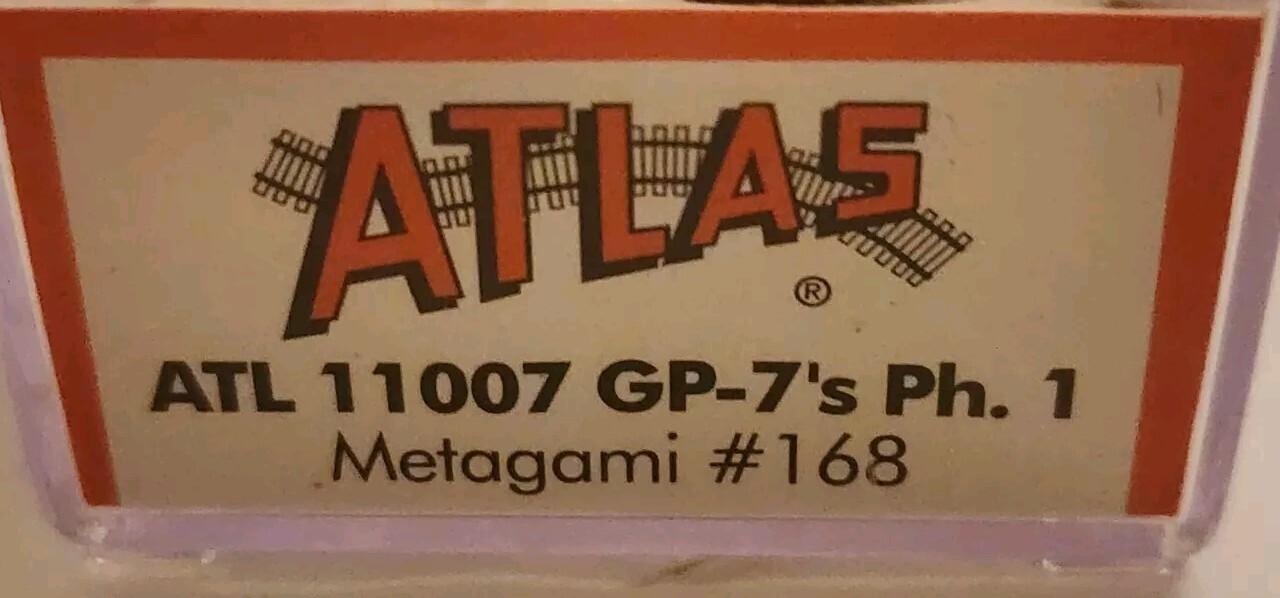 ATLAS
®
ATL 11007 GP-7's Ph. 1
Metagami #168